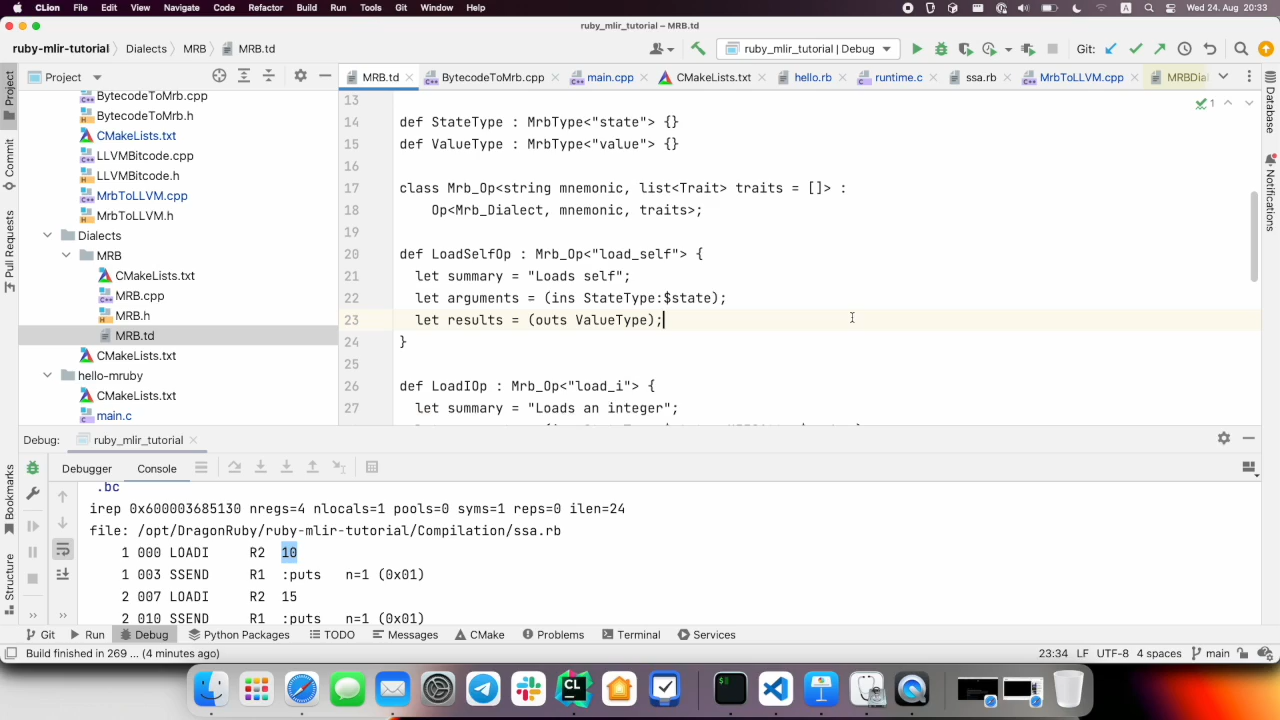 CLion File Edit View Navigate Code Refactor Build Run Tools Git Window Help A Wed 24. Aug 20:33
ruby_mlir_tutorial – MRB.td
ruby-mlir-tutorial Dialects MRB MRB.td ruby_mlir_tutorial | Debug Git:
Project MRB.td BytecodeToMrb.cpp main.cpp CMakeLists.txt hello.rb runtime.c ssa.rb MrbToLLVM.cpp MRBDia
Project
Commit
Pull Requests
Bookmarks
Structure
BytecodeToMrb.cpp
BytecodeToMrb.h
CMakeLists.txt
LLVMBitcode.cpp
LLVMBitcode.h
MrbToLLVM.cpp
MrbToLLVM.h
Dialects
MRB
CMakeLists.txt
MRB.cpp
MRB.h
MRB.td
CMakeLists.txt
hello-mruby
CMakeLists.txt
main.c
1
13
14 def StateType : MrbType<"state"> {}
15 def ValueType : MrbType<"value"> {}
16
17 class Mrb_Op<string mnemonic, list<Trait> traits = []> :
18 Op<Mrb_Dialect, mnemonic, traits>;
19
20 def LoadSelfOp : Mrb_Op<"load_self"> {
21 let summary = "Loads self";
22 let arguments = (ins StateType:$state);
23 let results = (outs ValueType);
24 }
25
26 def LoadIOp : Mrb_Op<"load_i"> {
27 let summary = "Loads an integer";
Database
Notifications
Debug: ruby_mlir_tutorial
Debugger Console
.bc
irep 0x600003685130 nregs=4 nlocals=1 pools=0 syms=1 reps=0 ilen=24
file: /opt/DragonRuby/ruby-mlir-tutorial/Compilation/ssa.rb
1 000 LOADI R2 10
1 003 SSEND R1 :puts n=1 (0x01)
2 007 LOADI R2 15
2 010 SSEND R1 :puts n=1 (0x01)
Git Run Debug Python Packages TODO Messages CMake Problems Terminal Services
Build finished in 269 ... (4 minutes ago) 23:34 LF UTF-8 4 spaces main